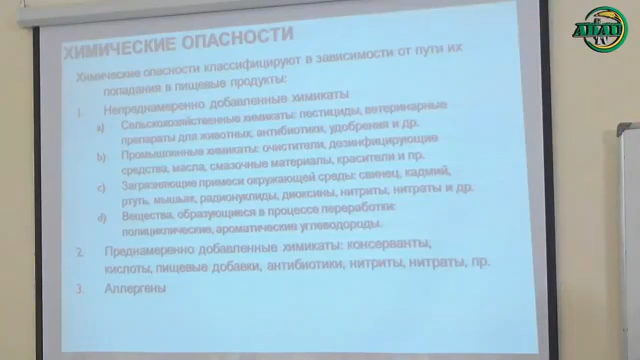 ХИМИЧЕСКИЕ ОПАСНОСТИ
Химические опасности классифицируют в зависимости от пути их
попадания в пищевые продукты:
1. Непреднамеренно добавленные химикаты
a) Сельскохозяйственные химикаты: пестициды, ветеринарные
препараты для животных, антибиотики, удобрения и др.
b) Промышленные химикаты: очистители, дезинфицирующие
средства, масла, смазочные материалы, красители и пр.
c) Загрязняющие примеси окружающей среды: свинец, кадмий,
ртуть, мышьяк, радионуклиды, диоксины, нитриты, нитраты и др.
d) Вещества, образующиеся в процессе переработки:
полициклические, ароматические углеводороды.
2. Преднамеренно добавленные химикаты: консерванты,
кислоты, пищевые добавки, антибиотики, нитриты, нитраты, пр.
3. Аллергены